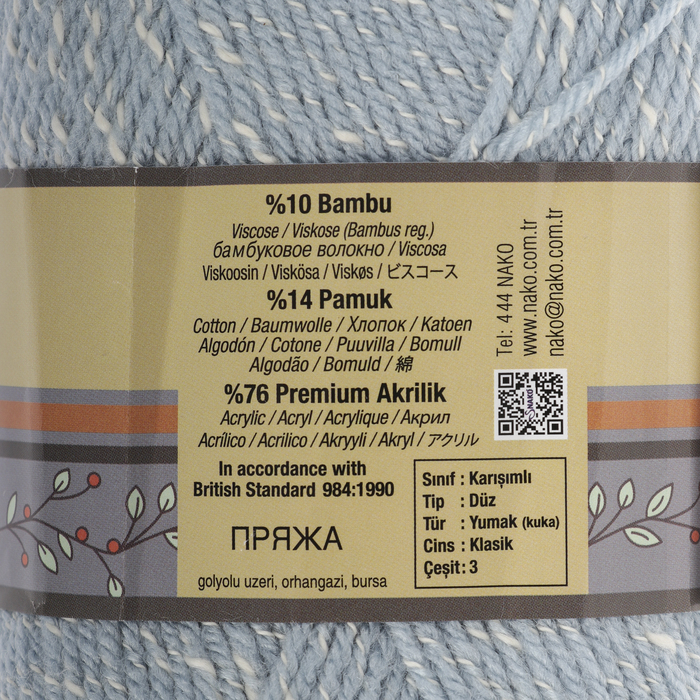 %10 Bambu
Viscose / Viskose (Bambus reg.)
бамбуковое волокно / Viscosa
Viskoosin / Viskösa / Viskøs / ビスコース
%14 Pamuk
Cotton / Baumwolle / Хлопок / Katoen
Algodón / Cotone / Puuvilla / Bomull
Algodão / Bomuld / 綿
%76 Premium Akrilik
Acrylic / Acryl / Acrylique / Акрил
Acrílico / Acrilico / Akryyli / Akryl / アクリル
In accordance with
British Standard 984:1990
ПРЯЖА
golyolu uzeri, orhangazi, bursa
Tel: 444 NAKO
www.nako.com.tr
nako@nako.com.tr
NAKO
Sınıf : Karışımlı
Tip : Düz
Tür : Yumak (kuka)
Cins : Klasik
Çeşit : 3